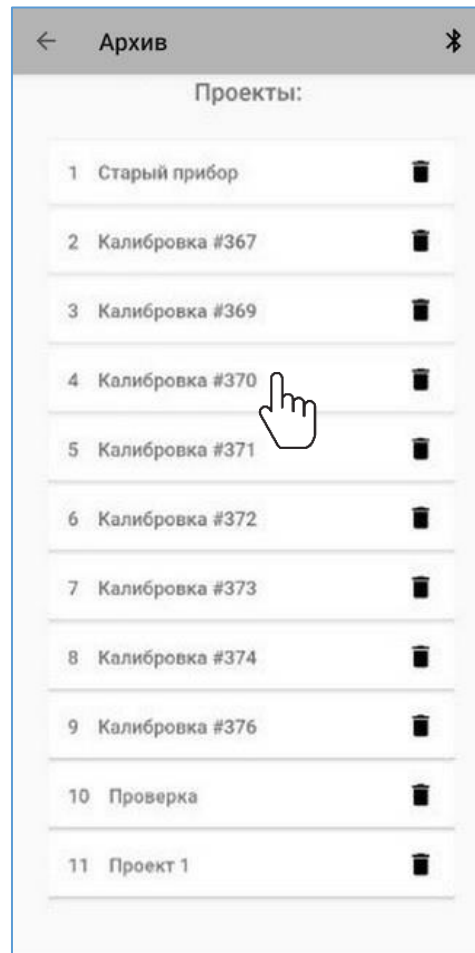 Архив
Проекты:
1 Старый прибор
2 Калибровка #367
3 Калибровка #369
4 Калибровка #370
5 Калибровка #371
6 Калибровка #372
7 Калибровка #373
8 Калибровка #374
9 Калибровка #376
10 Проверка
11 Проект 1